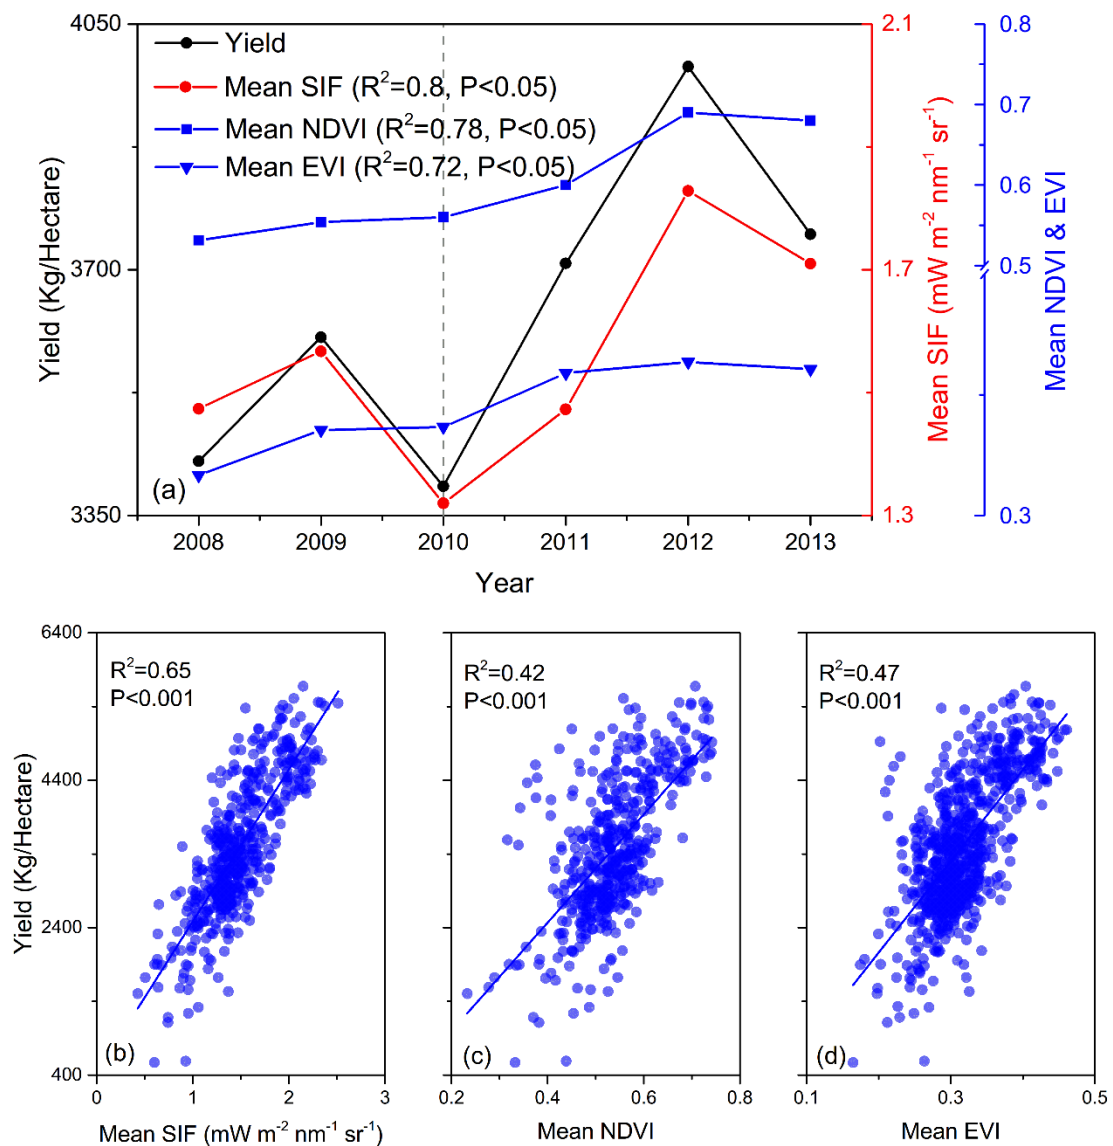 4050
3700
3350
Yield (Kg/Hectare)
Yield
Mean SIF (R²=0.8, P<0.05)
Mean NDVI (R²=0.78, P<0.05)
Mean EVI (R²=0.72, P<0.05)
(a)
2008 2009 2010 2011 2012 2013
Year
2.1
1.7
1.3
Mean SIF (mW m⁻² nm⁻¹ sr⁻¹)
0.8
0.7
0.6
0.5
0.3
Mean NDVI & EVI
6400
4400
2400
400
Yield (Kg/Hectare)
R²=0.65
P<0.001
(b)
0 1 2 3
Mean SIF (mW m⁻² nm⁻¹ sr⁻¹)
R²=0.42
P<0.001
(c)
0.2 0.4 0.6 0.8
Mean NDVI
R²=0.47
P<0.001
(d)
0.1 0.3 0.5
Mean EVI